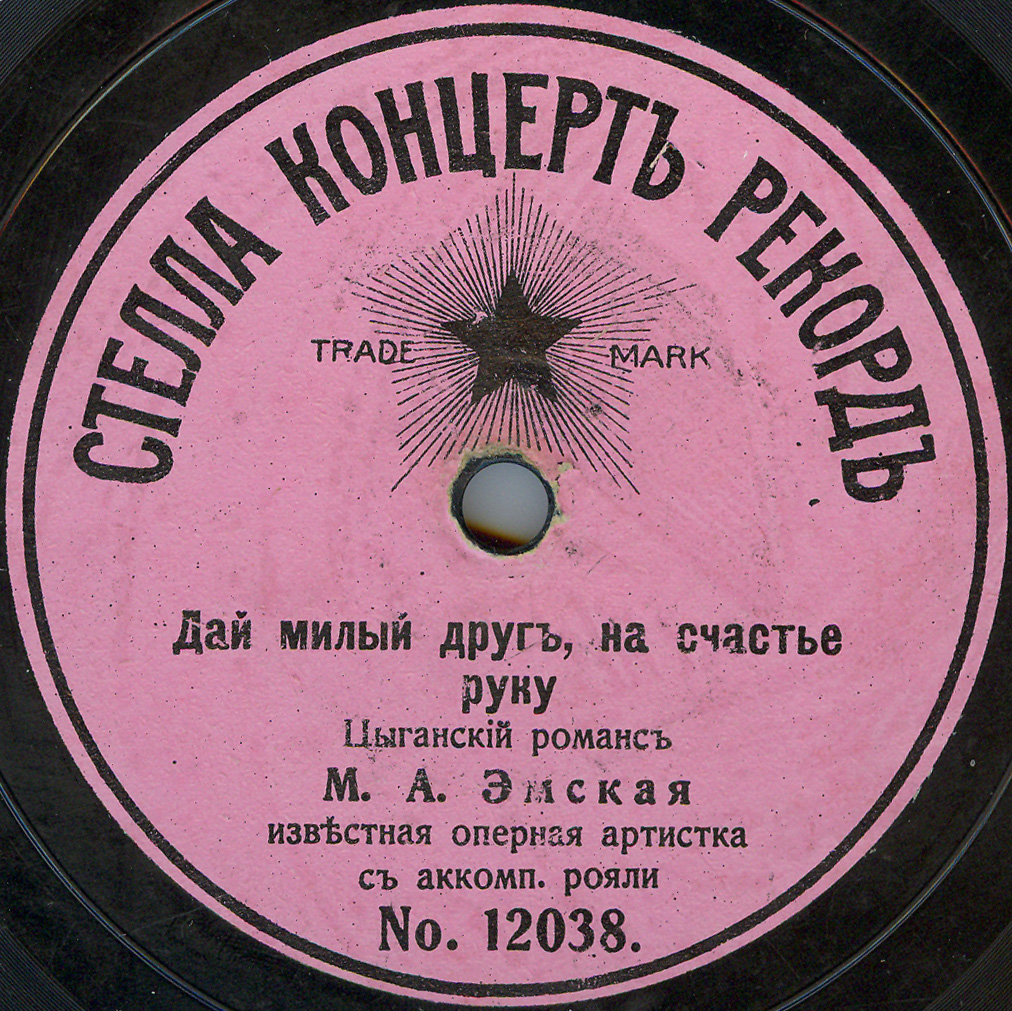 СТЕЛЛА КОНЦЕРТЪ РЕКОРДЪ
TRADE MARK
Дай милый другъ, на счастье
руку
Цыганскій романсъ
М. А. Эмская
извѣстная оперная артистка
съ аккомп. рояли
No. 12038.